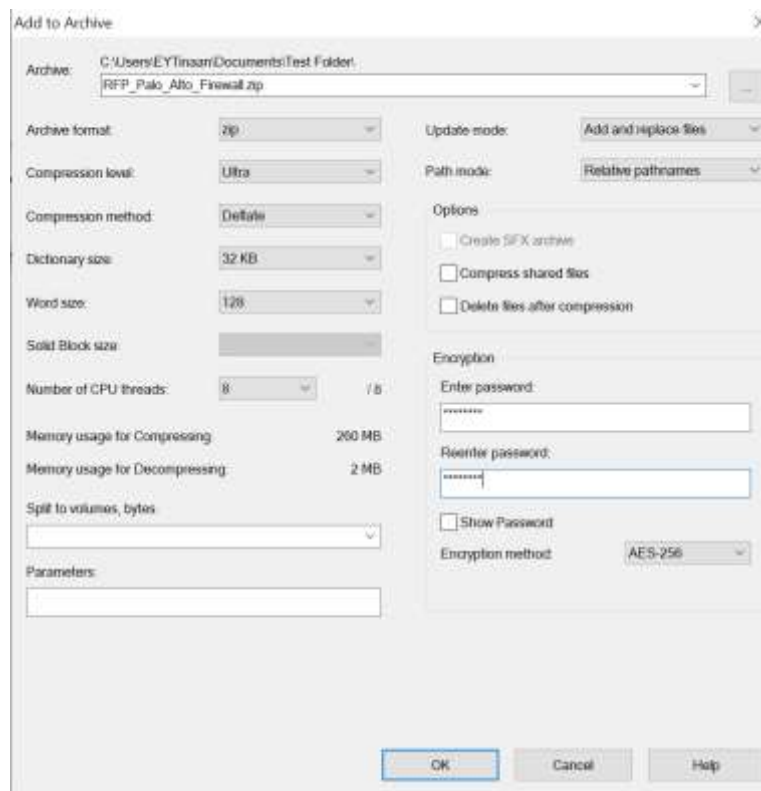 Add to Archive
Archive:
C:\Users\EYTinaan\Documents\Test Folder\
RFP_Palo_Alto_Firewall.zip
...
Archive format:
zip
Compression level:
Ultra
Compression method:
Deflate
Dictionary size:
32 KB
Word size:
128
Solid Block size:
Number of CPU threads:
8
/ 8
Memory usage for Compressing:
260 MB
Memory usage for Decompressing:
2 MB
Split to volumes, bytes:
Parameters:
Update mode:
Add and replace files
Path mode:
Relative pathnames
Options
Create SFX archive
Compress shared files
Delete files after compression
Encryption
Enter password:
********
Reenter password:
********
Show Password
Encryption method:
AES-256
OK
Cancel
Help